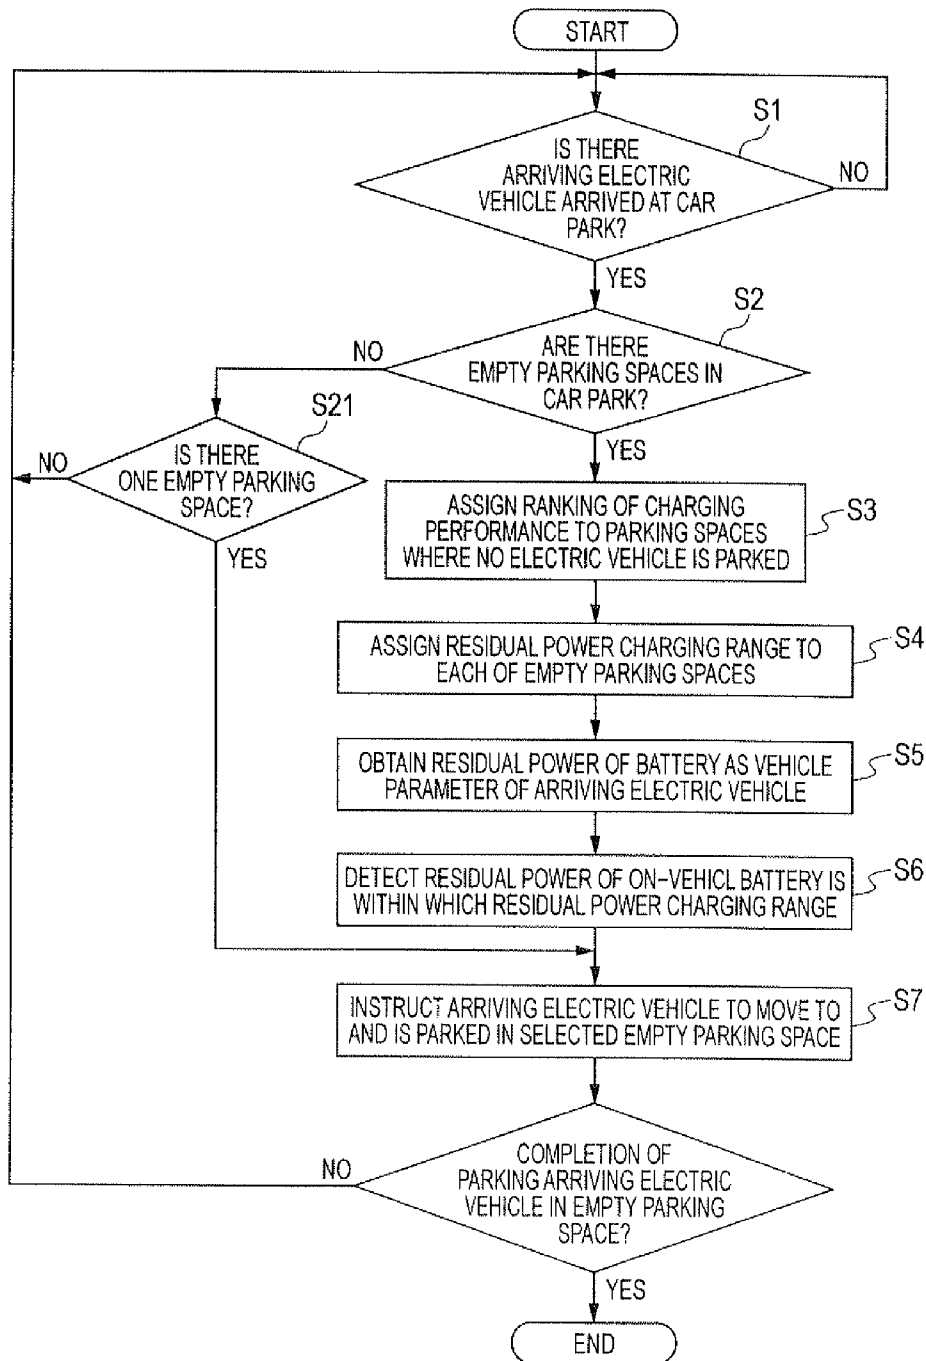 START
S1
IS THERE
ARRIVING ELECTRIC
VEHICLE ARRIVED AT CAR
PARK?
NO
YES
S2
NO
ARE THERE
EMPTY PARKING SPACES IN
CAR PARK?
S21
YES
NO
IS THERE
ONE EMPTY PARKING
SPACE?
YES
ASSIGN RANKING OF CHARGING
PERFORMANCE TO PARKING SPACES
WHERE NO ELECTRIC VEHICLE IS PARKED
S3
ASSIGN RESIDUAL POWER CHARGING RANGE TO
EACH OF EMPTY PARKING SPACES
S4
OBTAIN RESIDUAL POWER OF BATTERY AS VEHICLE
PARAMETER OF ARRIVING ELECTRIC VEHICLE
S5
DETECT RESIDUAL POWER OF ON-VEHICL BATTERY IS
WITHIN WHICH RESIDUAL POWER CHARGING RANGE
S6
INSTRUCT ARRIVING ELECTRIC VEHICLE TO MOVE TO
AND IS PARKED IN SELECTED EMPTY PARKING SPACE
S7
NO
COMPLETION OF
PARKING ARRIVING ELECTRIC
VEHICLE IN EMPTY PARKING
SPACE?
YES
END